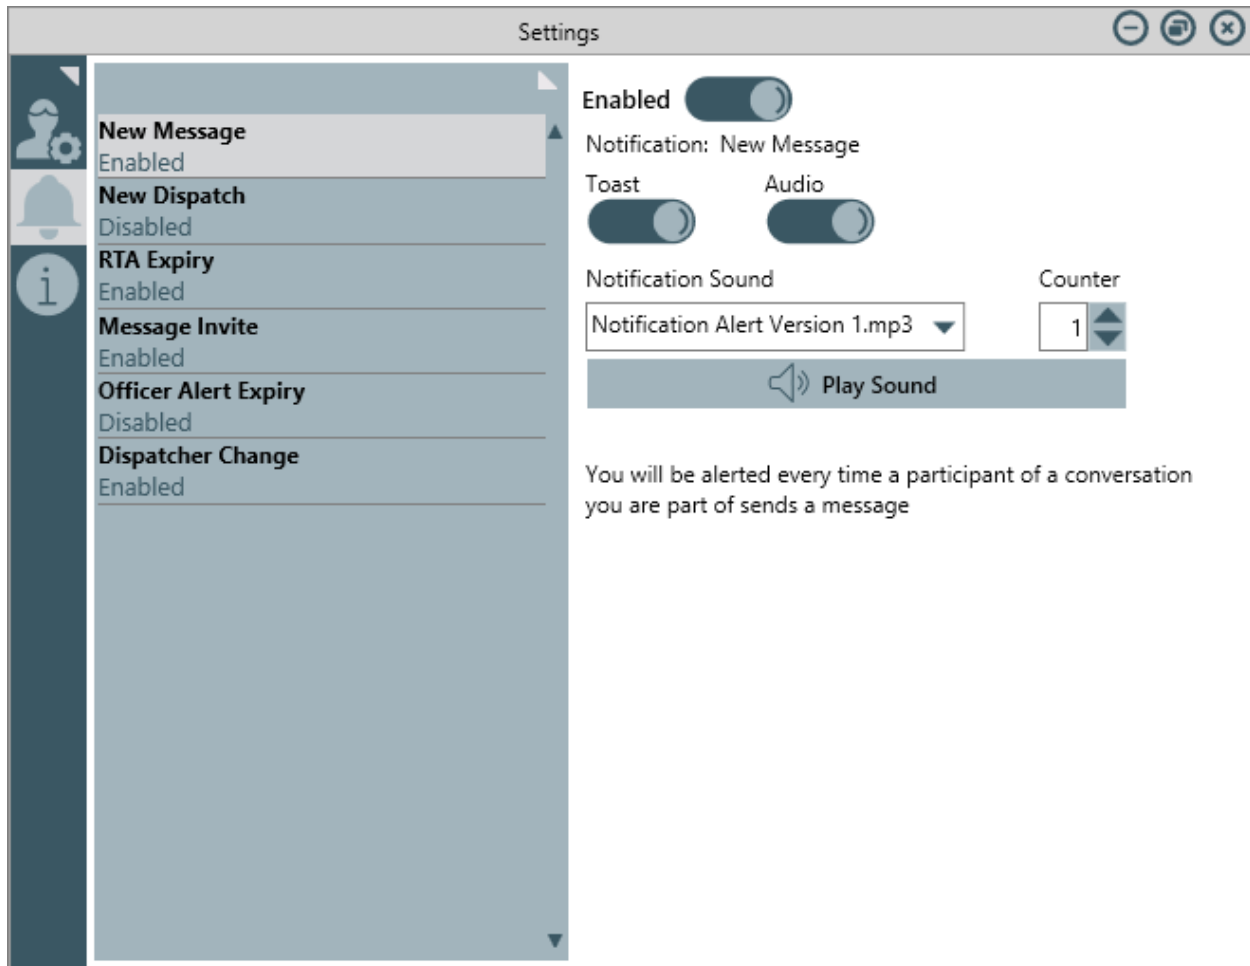 Settings
New Message
Enabled
New Dispatch
Disabled
RTA Expiry
Enabled
Message Invite
Enabled
Officer Alert Expiry
Disabled
Dispatcher Change
Enabled
Enabled
Notification: New Message
Toast Audio
Notification Sound Counter
Notification Alert Version 1.mp3 1
Play Sound
You will be alerted every time a participant of a conversation
you are part of sends a message